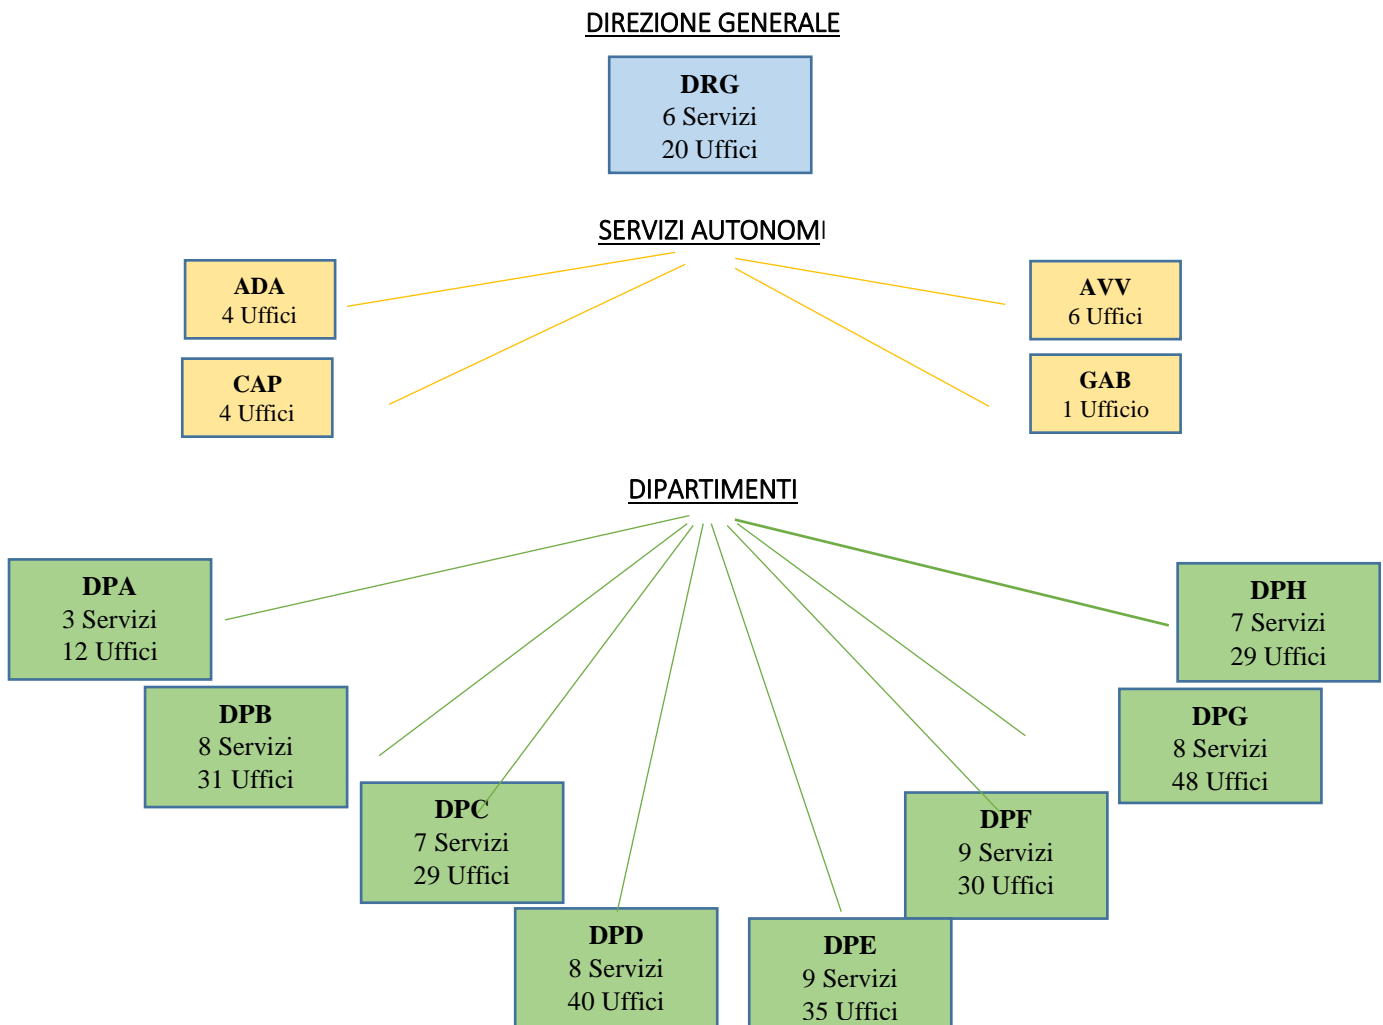 DIREZIONE GENERALE
DRG
6 Servizi
20 Uffici
SERVIZI AUTONOMI
ADA
4 Uffici
AVV
6 Uffici
CAP
4 Uffici
GAB
1 Ufficio
DIPARTIMENTI
DPA
3 Servizi
12 Uffici
DPH
7 Servizi
29 Uffici
DPB
8 Servizi
31 Uffici
DPG
8 Servizi
48 Uffici
DPC
7 Servizi
29 Uffici
DPF
9 Servizi
30 Uffici
DPD
8 Servizi
40 Uffici
DPE
9 Servizi
35 Uffici